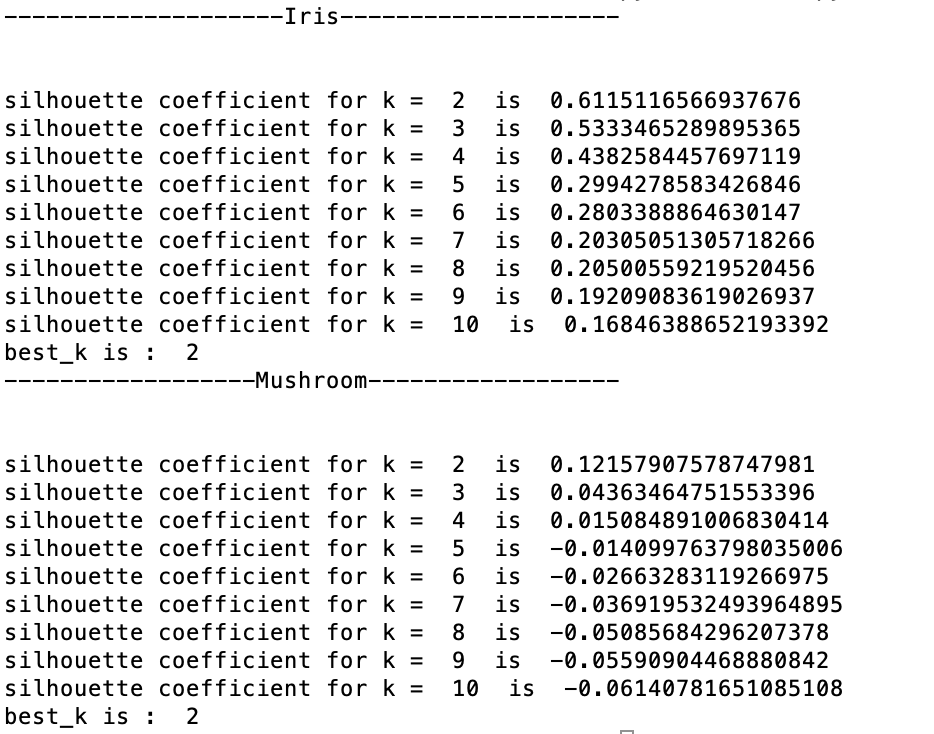 -------------------Iris-------------------
silhouette coefficient for k =  2  is  0.6115116566937676
silhouette coefficient for k =  3  is  0.5333465289895365
silhouette coefficient for k =  4  is  0.4382584457697119
silhouette coefficient for k =  5  is  0.2994278583426846
silhouette coefficient for k =  6  is  0.2803388864630147
silhouette coefficient for k =  7  is  0.20305051305718266
silhouette coefficient for k =  8  is  0.20500559219520456
silhouette coefficient for k =  9  is  0.19209083619026937
silhouette coefficient for k =  10  is  0.16846388652193392
best_k is :  2
-----------------Mushroom-----------------
silhouette coefficient for k =  2  is  0.12157907578747981
silhouette coefficient for k =  3  is  0.04363464751553396
silhouette coefficient for k =  4  is  0.015084891006830414
silhouette coefficient for k =  5  is  -0.014099763798035006
silhouette coefficient for k =  6  is  -0.02663283119266975
silhouette coefficient for k =  7  is  -0.036919532493964895
silhouette coefficient for k =  8  is  -0.05085684296207378
silhouette coefficient for k =  9  is  -0.05590904468880842
silhouette coefficient for k =  10  is  -0.06140781651085108
best_k is :  2